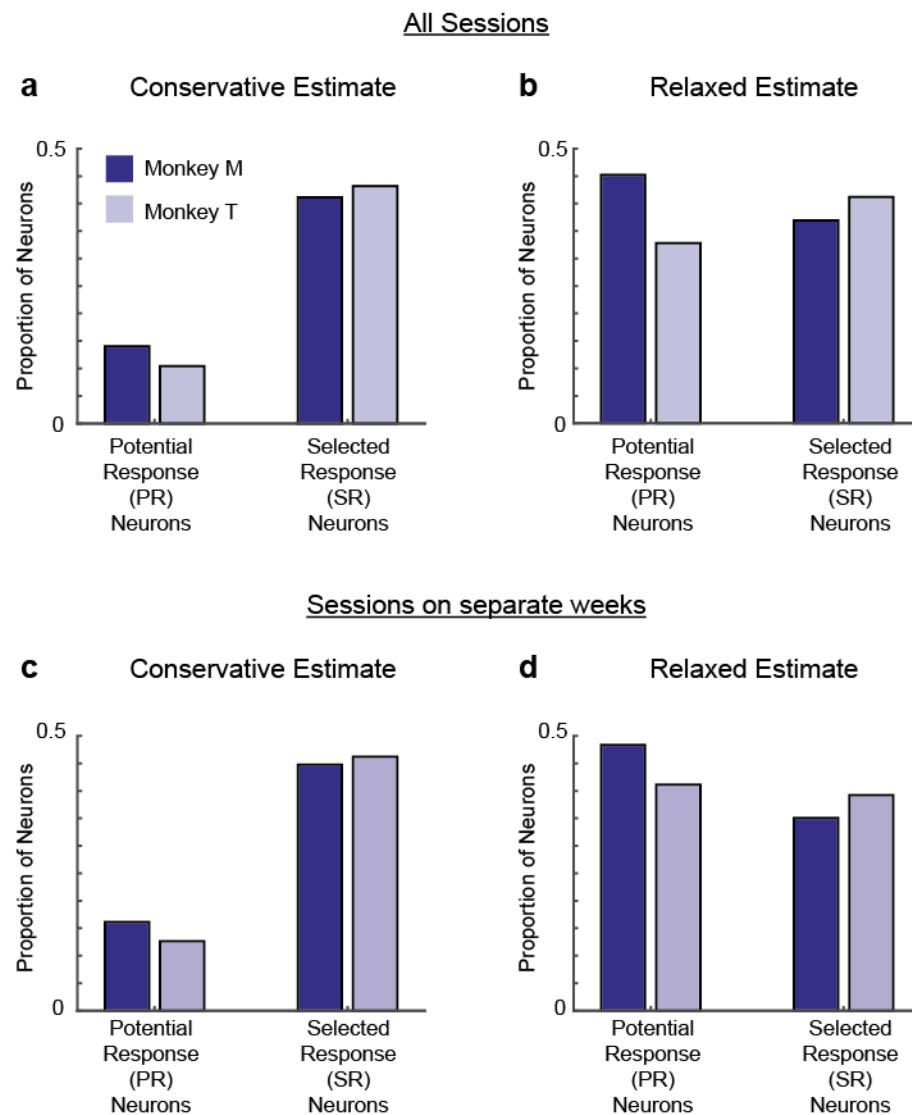 All Sessions
a Conservative Estimate
0.5
0
Proportion of Neurons
Monkey M
Monkey T
Potential
Response
(PR)
Neurons
Selected
Response
(SR)
Neurons
b Relaxed Estimate
0.5
0
Proportion of Neurons
Potential
Response
(PR)
Neurons
Selected
Response
(SR)
Neurons
Sessions on separate weeks
c Conservative Estimate
0.5
0
Proportion of Neurons
Potential
Response
(PR)
Neurons
Selected
Response
(SR)
Neurons
d Relaxed Estimate
0.5
0
Proportion of Neurons
Potential
Response
(PR)
Neurons
Selected
Response
(SR)
Neurons